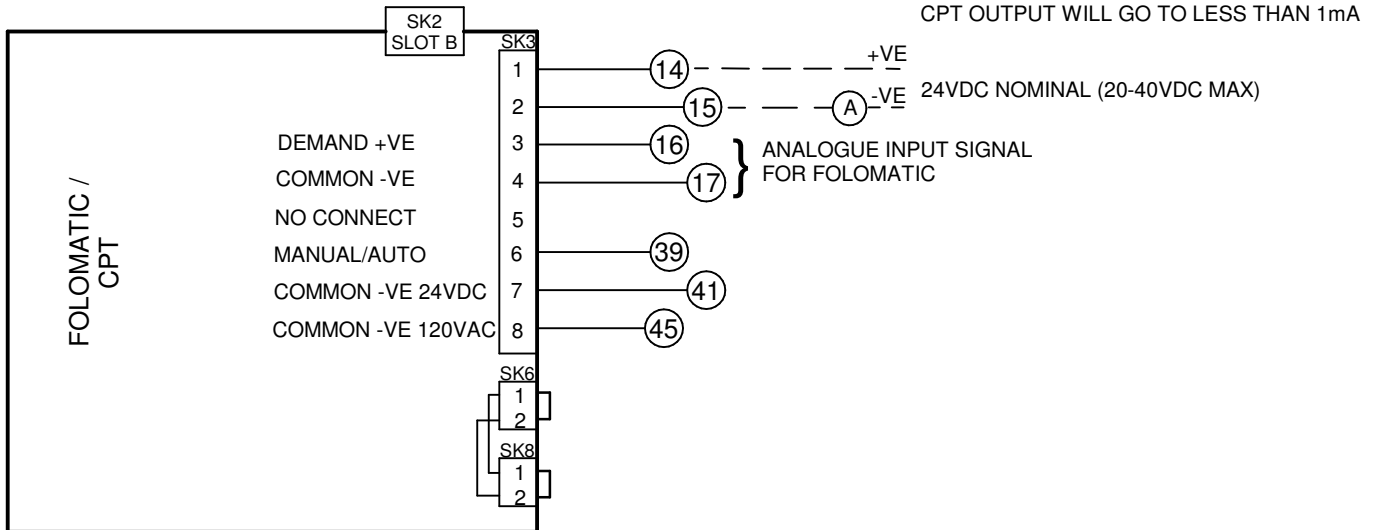 CPT OUTPUT WILL GO TO LESS THAN 1mA
SK2
SLOT B
SK3
1
14
+VE
2
15
A
-VE
24VDC NOMINAL (20-40VDC MAX)
DEMAND +VE
3
16
COMMON -VE
4
17
} ANALOGUE INPUT SIGNAL
FOR FOLOMATIC
NO CONNECT
5
MANUAL/AUTO
6
39
COMMON -VE 24VDC
7
41
COMMON -VE 120VAC
8
45
FOLOMATIC /
CPT
SK6
1
2
SK8
1
2